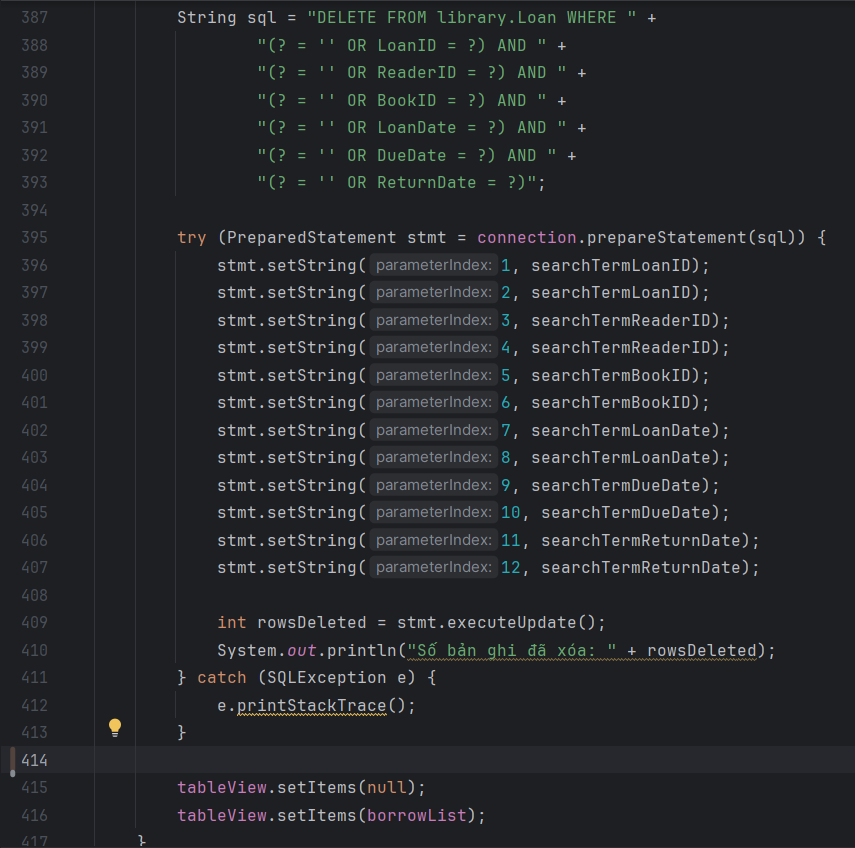 387 String sql = "DELETE FROM library.Loan WHERE " +
388 "(? = '' OR LoanID = ?) AND " +
389 "(? = '' OR ReaderID = ?) AND " +
390 "(? = '' OR BookID = ?) AND " +
391 "(? = '' OR LoanDate = ?) AND " +
392 "(? = '' OR DueDate = ?) AND " +
393 "(? = '' OR ReturnDate = ?)";
394
395 try (PreparedStatement stmt = connection.prepareStatement(sql)) {
396 stmt.setString( parameterIndex: 1, searchTermLoanID);
397 stmt.setString( parameterIndex: 2, searchTermLoanID);
398 stmt.setString( parameterIndex: 3, searchTermReaderID);
399 stmt.setString( parameterIndex: 4, searchTermReaderID);
400 stmt.setString( parameterIndex: 5, searchTermBookID);
401 stmt.setString( parameterIndex: 6, searchTermBookID);
402 stmt.setString( parameterIndex: 7, searchTermLoanDate);
403 stmt.setString( parameterIndex: 8, searchTermLoanDate);
404 stmt.setString( parameterIndex: 9, searchTermDueDate);
405 stmt.setString( parameterIndex: 10, searchTermDueDate);
406 stmt.setString( parameterIndex: 11, searchTermReturnDate);
407 stmt.setString( parameterIndex: 12, searchTermReturnDate);
408
409 int rowsDeleted = stmt.executeUpdate();
410 System.out.println("Số bản ghi đã xóa: " + rowsDeleted);
411 } catch (SQLException e) {
412 e.printStackTrace();
413 }
414
415 tableView.setItems(null);
416 tableView.setItems(borrowList);
417 }